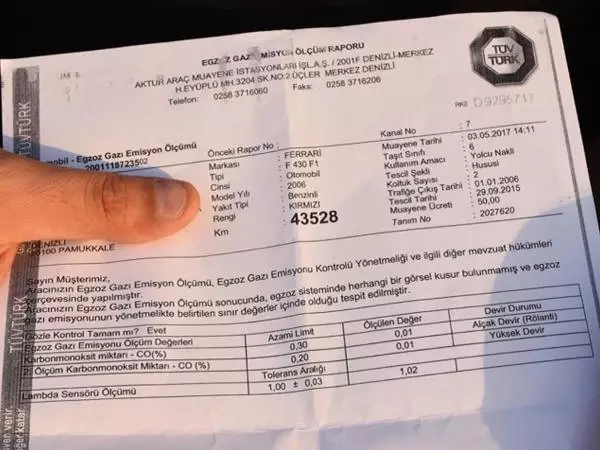 EGZOZ GAZI EMİSYON ÖLÇÜM RAPORU
AKTUR ARAÇ MUAYENE İSTASYONLARI İŞL.A.Ş./ 2001F DENİZLİ-MERKEZ
H.EYÜPLÜ MH.3204 SK.NO:2 ÜÇLER MERKEZ DENİZLİ
Telefon: 0258 3716060 Faks: 0258 3716206
TÜV
TÜRK
TÜVTÜRK
D9295717
mobil - Egzoz Gazı Emisyon Ölçümü
2001118723502
Önceki Rapor No :
Markası : FERRARİ
Tipi : F 430 F1
Cinsi : Otomobil
Model Yılı : 2006
Yakıt Tipi : Benzinli
Rengi : KIRMIZI
Km 43528
Kanal No : 7
Muayene Tarihi : 03.05.2017 14:11
Taşıt Sınıfı : 6
Kullanım Amacı : Yolcu Nakli
Tescil Şekli : Hususi
Koltuk Sayısı : 2
Trafiğe Çıkış Tarihi : 01.01.2006
Tescil Tarihi : 29.09.2015
Muayene Ücreti : 50,00
Tanım No : 2027620
DENİZLİ
PAMUKKALE
Sayın Müşterimiz,
Aracınızın Egzoz Gazı Emisyon Ölçümü, Egzoz Gazı Emisyonu Kontrolü Yönetmeliği ve ilgili diğer mevzuat hükümleri
çerçevesinde yapılmıştır.
Aracınızın Egzoz Gazı Emisyon Ölçümü sonucunda, egzoz sisteminde herhangi bir görsel kusur bulunmamış ve egzoz
gazı emisyonunun yönetmelikte belirtilen sınır değerler içinde olduğu tespit edilmiştir.
Gözle Kontrol Tamam mı? Evet
Egzoz Gazı Emisyonu Ölçüm Değerleri Azami Limit Ölçülen Değer Devir Durumu
Karbonmonoksit miktarı - CO(%) 0,30 0,01 Alçak Devir (Rölanti)
Ölçüm Karbonmonoksit Miktarı - CO (%) 0,20 0,01 Yüksek Devir
Tolerans Aralığı
Lambda Sensörü Ölçümü 1,00 ± 0,03 1,02
TÜVTÜRK